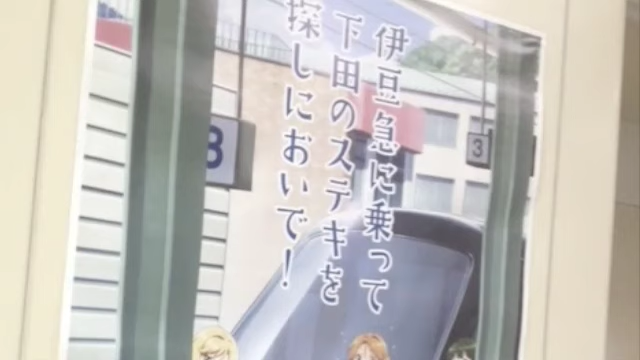 伊豆急に乗って
下田のステキを
探しにおいで！
3
3